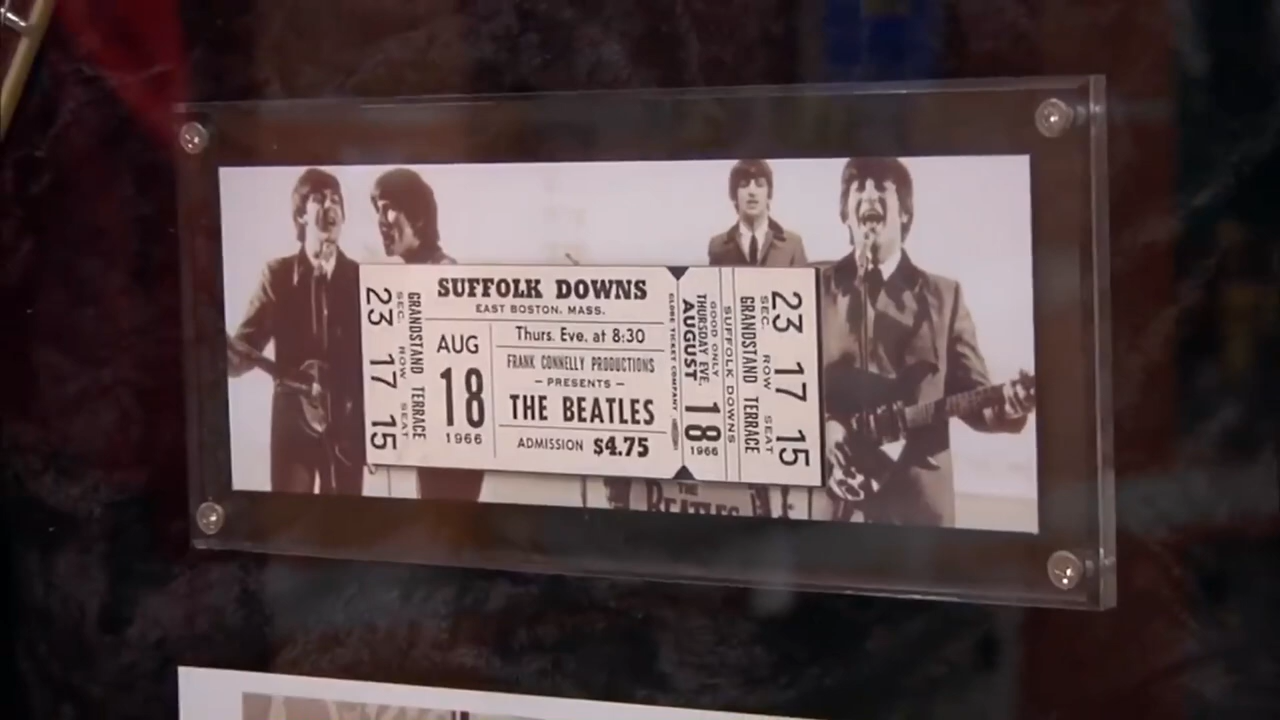 SUFFOLK DOWNS
EAST BOSTON, MASS.
GRANDSTAND TERRACE
SEC. ROW SEAT
23 17 15
AUG
18
1966
Thurs. Eve. at 8:30
FRANK CONNELLY PRODUCTIONS
— PRESENTS —
THE BEATLES
ADMISSION $4.75
GLOBE TICKET COMPANY
THURSDAY EVE.
AUGUST 18
1966
GOOD ONLY
SUFFOLK DOWNS
GRANDSTAND TERRACE
SEC. ROW SEAT
23 17 15
THE
BEATLES